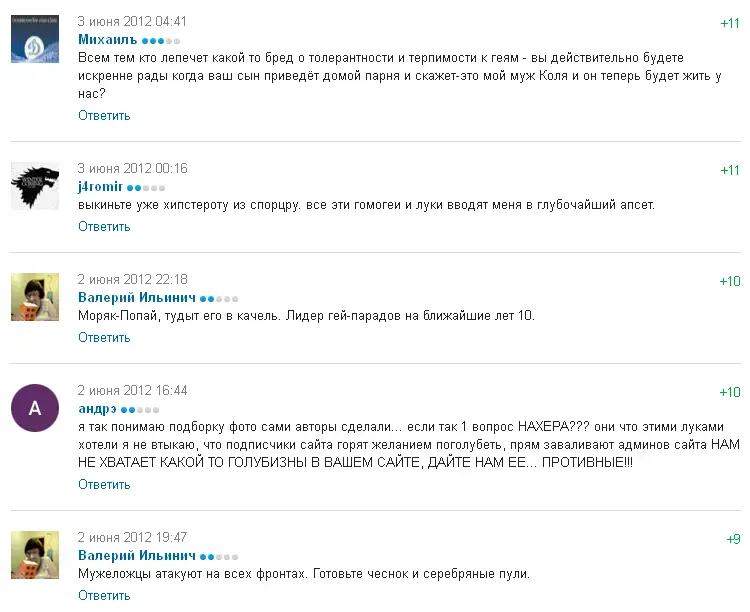 3 июня 2012 04:41
+11
Михаилъ
Всем тем кто лепечет какой то бред о толерантности и терпимости к геям - вы действительно будете
искренне рады когда ваш сын приведёт домой парня и скажет-это мой муж Коля и он теперь будет жить у
нас?
Ответить
3 июня 2012 00:16
+11
j4romir
выкиньте уже хипстероту из спорцру. все эти гомогеи и луки вводят меня в глубочайший апсет.
Ответить
2 июня 2012 22:18
+10
Валерий Ильинич
Моряк-Попай, тудыт его в качель. Лидер гей-парадов на ближайшие лет 10.
Ответить
A
2 июня 2012 16:44
+10
андрэ
я так понимаю подборку фото сами авторы сделали... если так 1 вопрос НАХЕРА??? они что этими луками
хотели я не втыкаю, что подписчики сайта горят желанием поголубеть, прям заваливают админов сайта НАМ
НЕ ХВАТАЕТ КАКОЙ ТО ГОЛУБИЗНЫ В ВАШЕМ САЙТЕ, ДАЙТЕ НАМ ЕЕ... ПРОТИВНЫЕ!!!
Ответить
2 июня 2012 19:47
+9
Валерий Ильинич
Мужеложцы атакуют на всех фронтах. Готовьте чеснок и серебряные пули.
Ответить